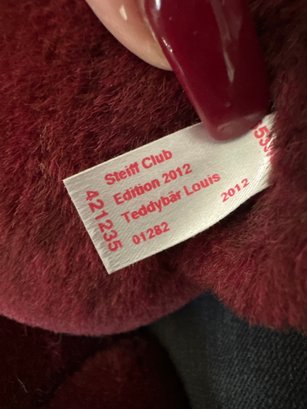 Steiff Club
Edition 2012
Teddybär Louis
01282
2012
421235